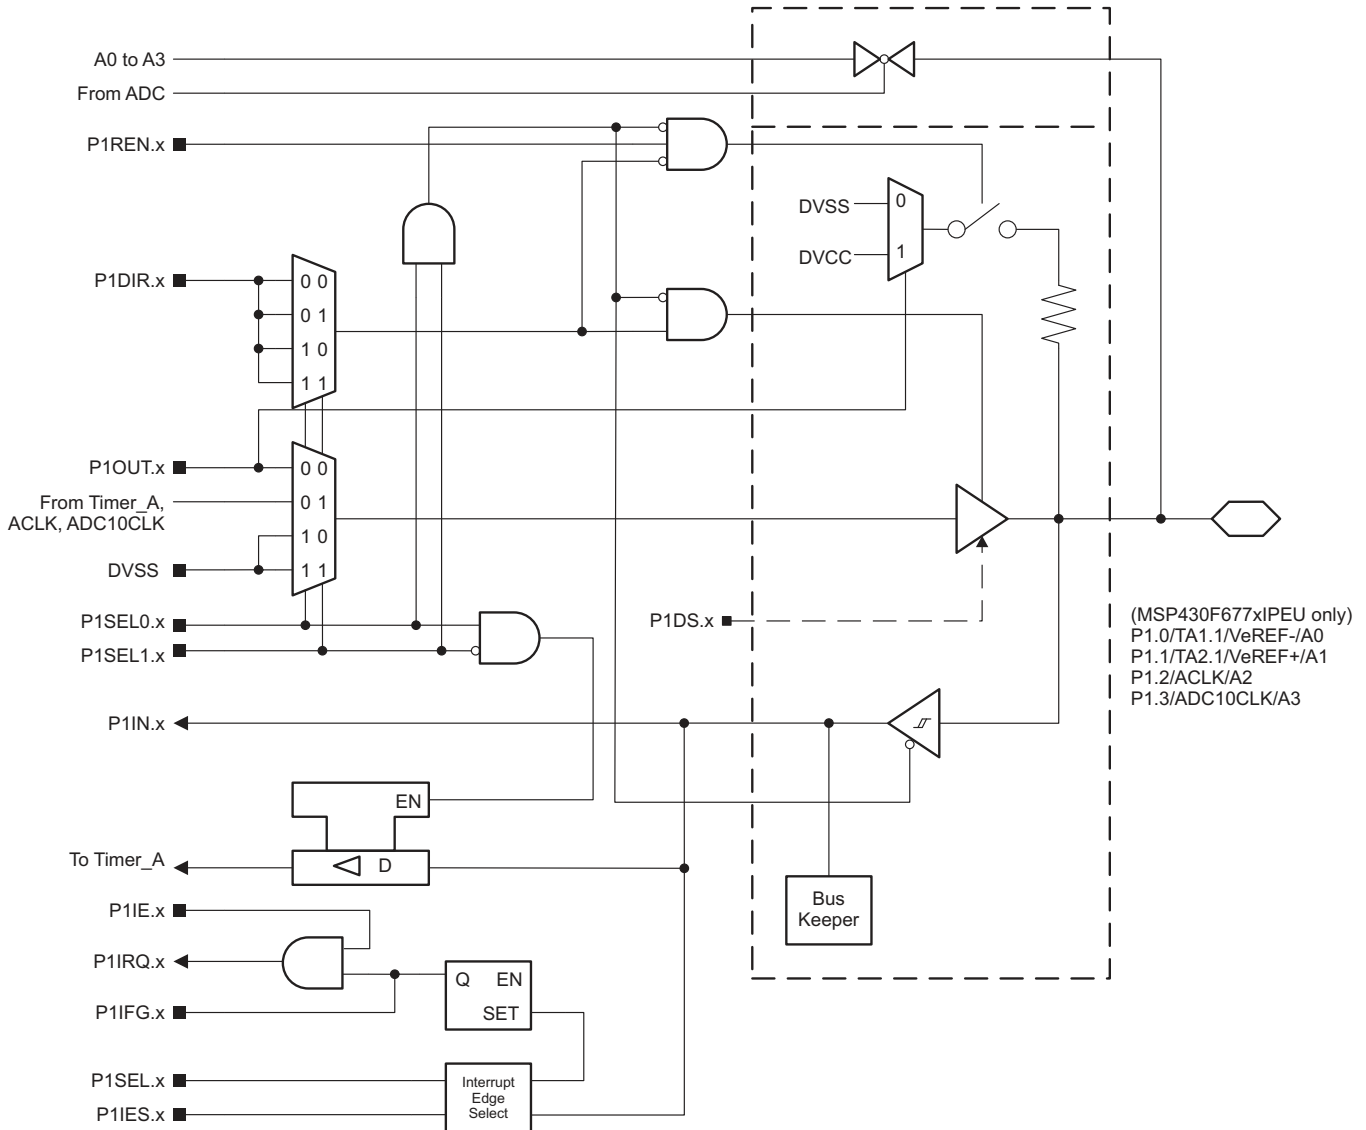 A0 to A3
From ADC
P1REN.x
DVSS
0
DVCC
1
P1DIR.x
0 0
0 1
1 0
1 1
P1OUT.x
0 0
From Timer_A,
ACLK, ADC10CLK
0 1
1 0
DVSS
1 1
P1SEL0.x
P1SEL1.x
P1DS.x
(MSP430F677xIPEU only)
P1.0/TA1.1/VeREF-/A0
P1.1/TA2.1/VeREF+/A1
P1.2/ACLK/A2
P1.3/ADC10CLK/A3
P1IN.x
EN
To Timer_A
D
Bus
Keeper
P1IE.x
P1IRQ.x
Q EN
SET
P1IFG.x
P1SEL.x
P1IES.x
Interrupt
Edge
Select